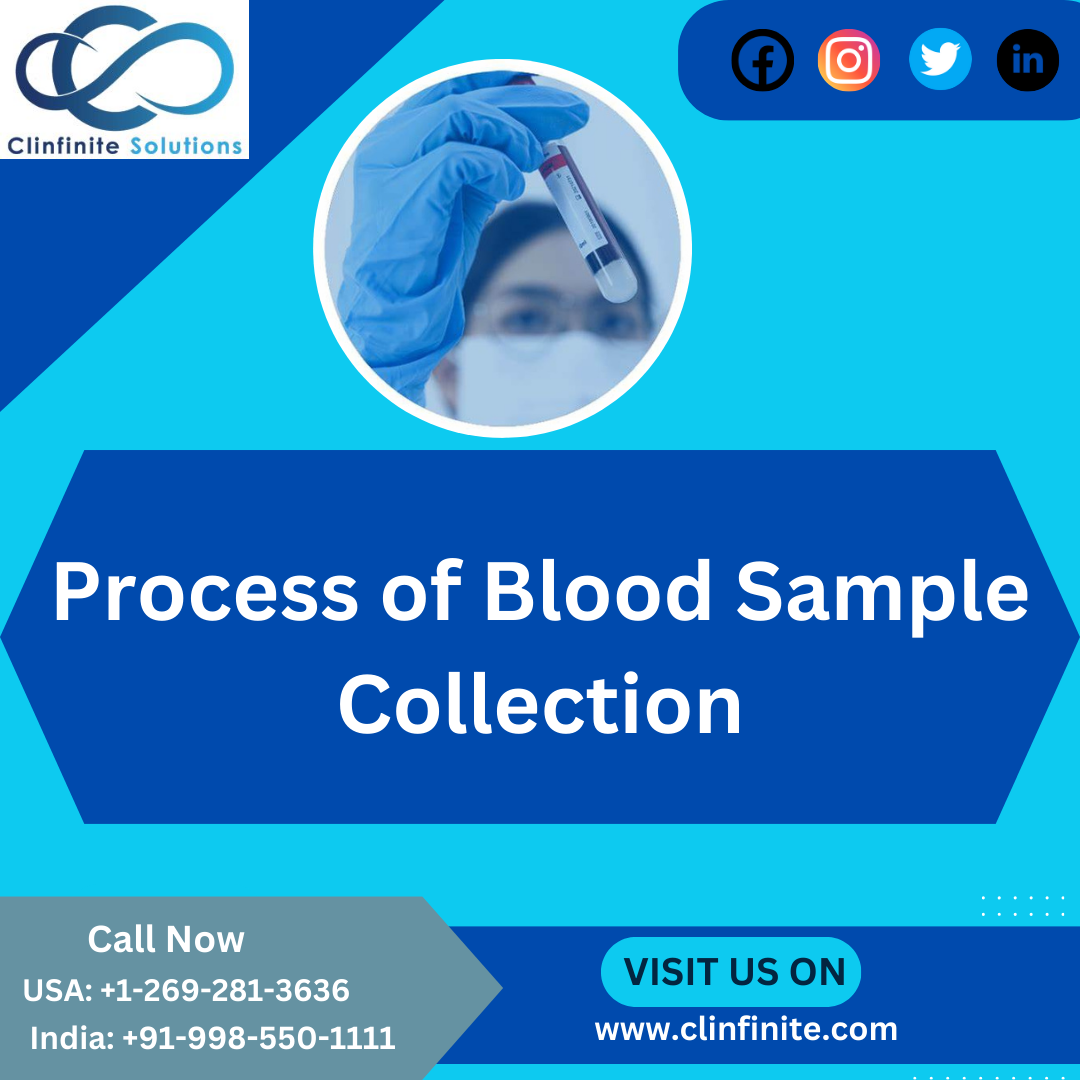 Clinfinite Solutions
Process of Blood Sample
Collection
Call Now
USA: +1-269-281-3636
India: +91-998-550-1111
VISIT US ON
www.clinfinite.com